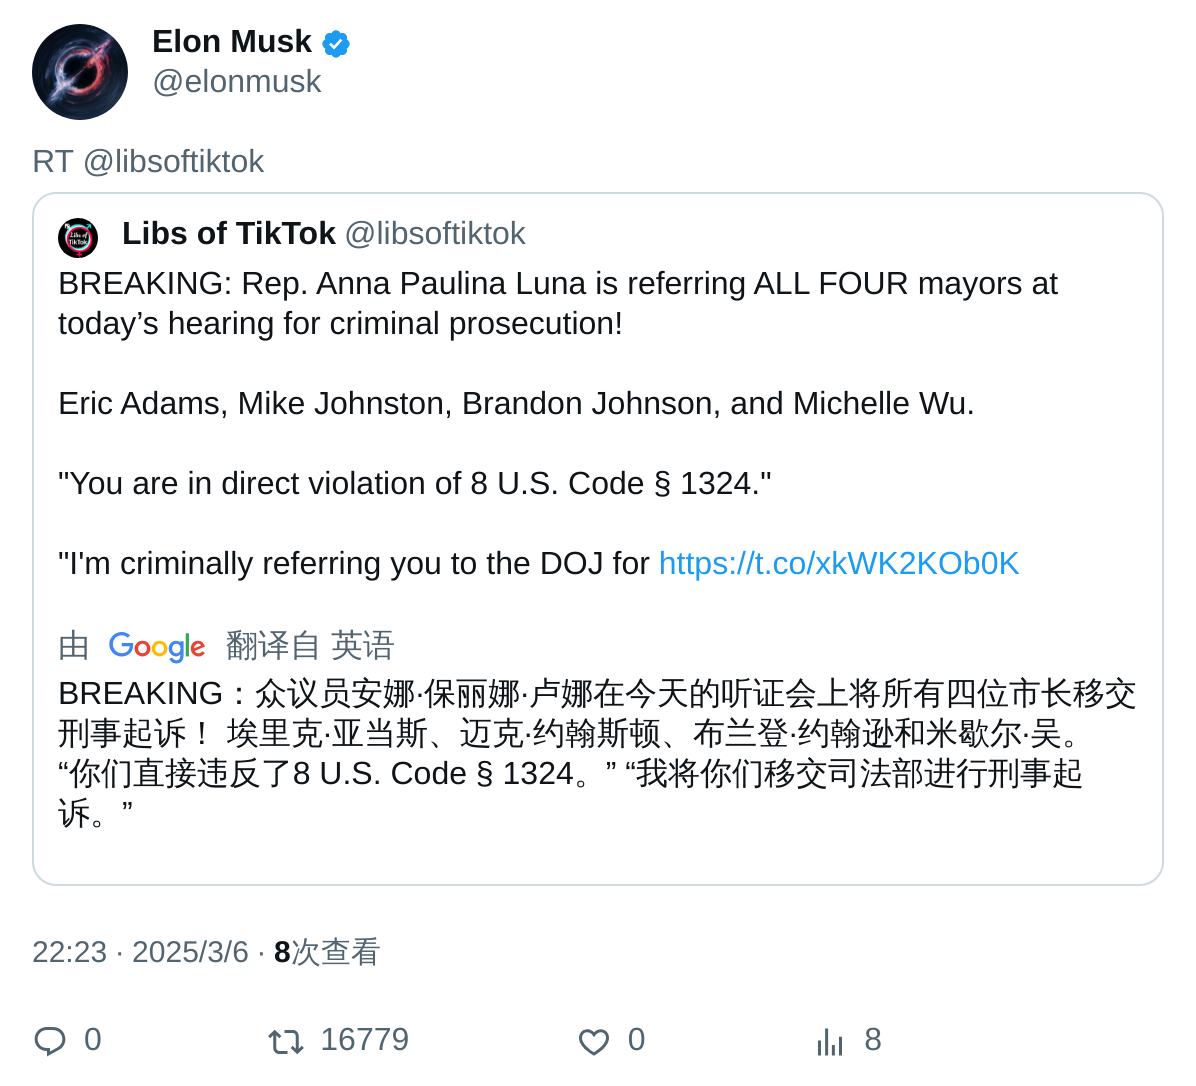 Elon Musk
@elonmusk
RT @libsoftiktok
Libs of TikTok
Libs of TikTok @libsoftiktok
BREAKING: Rep. Anna Paulina Luna is referring ALL FOUR mayors at
today’s hearing for criminal prosecution!
Eric Adams, Mike Johnston, Brandon Johnson, and Michelle Wu.
"You are in direct violation of 8 U.S. Code § 1324."
"I'm criminally referring you to the DOJ for https://t.co/xkWK2KOb0K
由 Google 翻译自 英语
BREAKING：众议员安娜·保丽娜·卢娜在今天的听证会上将所有四位市长移交
刑事起诉！ 埃里克·亚当斯、迈克·约翰斯顿、布兰登·约翰逊和米歇尔·吴。
“你们直接违反了8 U.S. Code § 1324。” “我将你们移交司法部进行刑事起
诉。”
22:23 · 2025/3/6 · 8次查看
0 16779 0 8